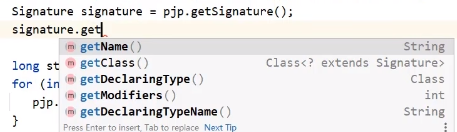 Signature signature = pjp.getSignature();
signature.get
getName() String
long st
getClass() Class<? extends Signature>
for (in
getDeclaringType() Class
pjp.
getModifiers() int
}
getDeclaringTypeName() String
Press Enter to insert, Tab to replace Next Tip